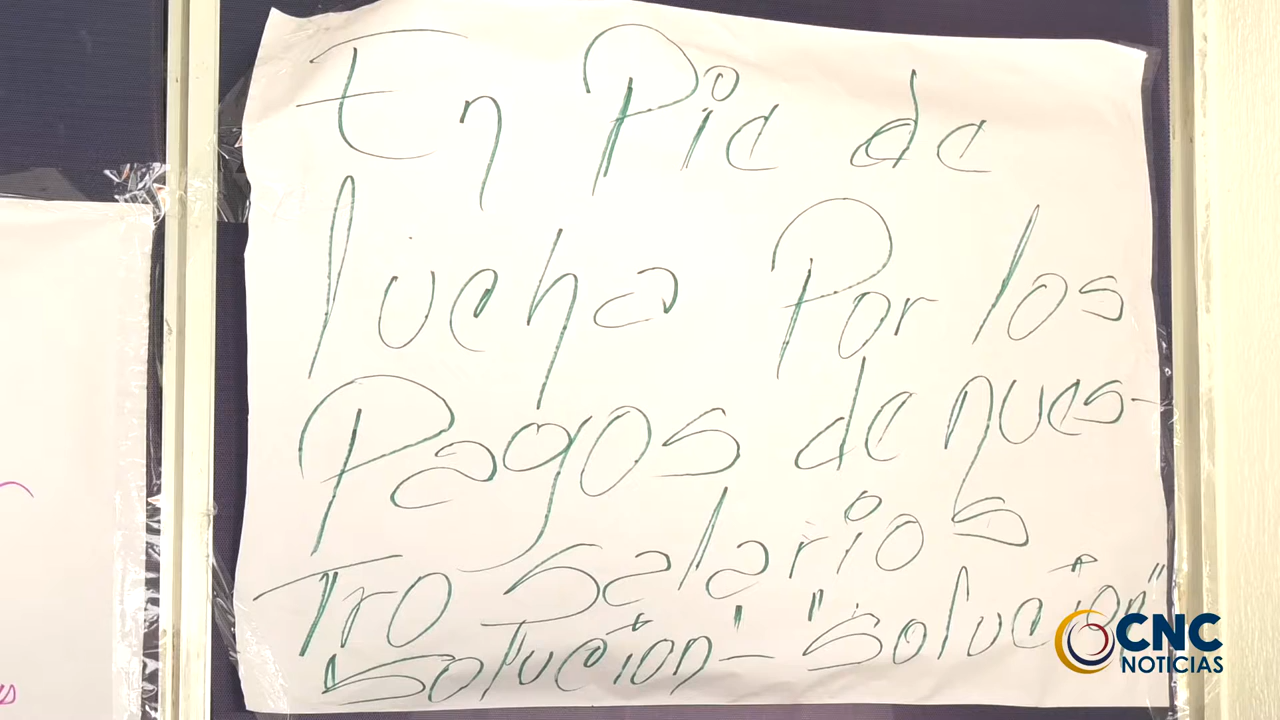 En Pie de
lucha Por los
Pagos de nues-
Tro Salarios
"Solución" - "Solución"
CNC
NOTICIAS